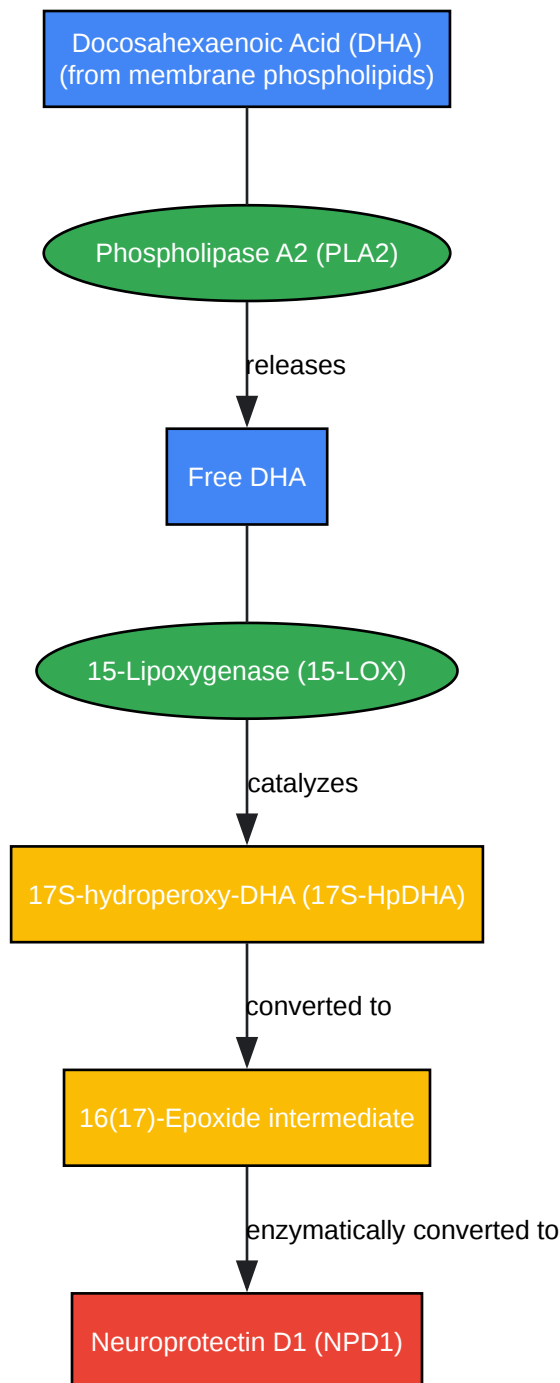 Docosahexaenoic Acid (DHA)
(from membrane phospholipids)
Phospholipase A2 (PLA2)
releases
Free DHA
15-Lipoxygenase (15-LOX)
catalyzes
17S-hydroperoxy-DHA (17S-HpDHA)
converted to
16(17)-Epoxide intermediate
enzymatically converted to
Neuroprotectin D1 (NPD1)